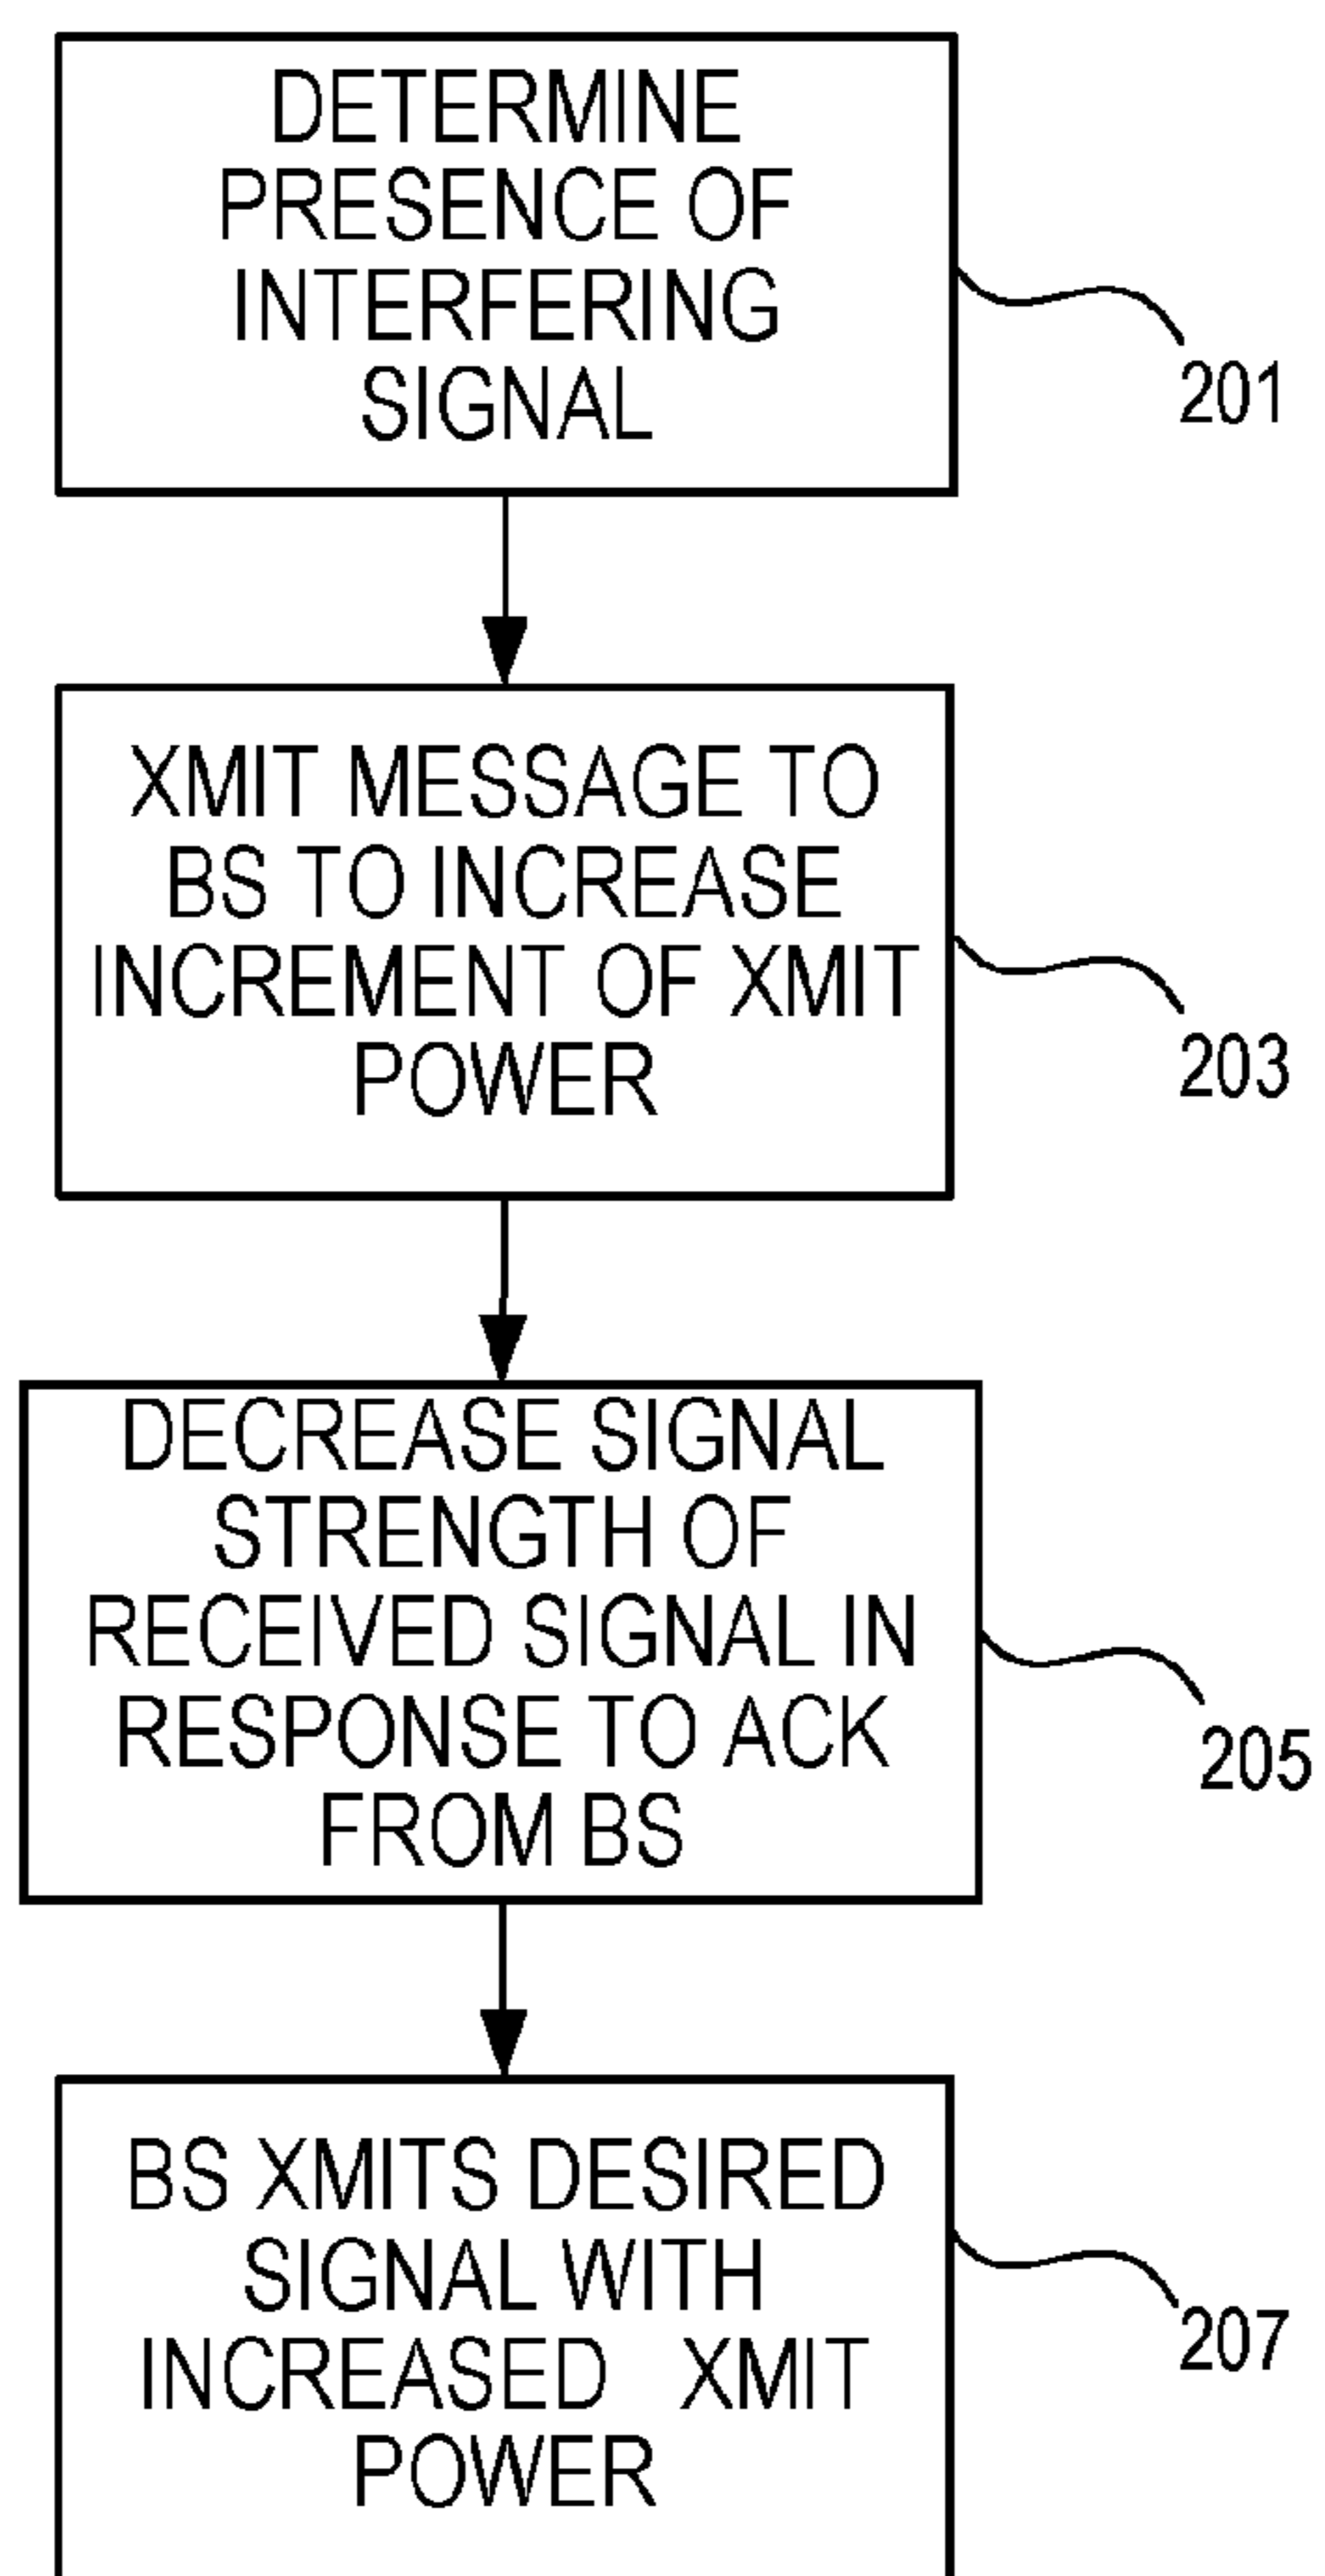 DETERMINE
PRESENCE OF
INTERFERING
SIGNAL
201
XMIT MESSAGE TO
BS TO INCREASE
INCREMENT OF XMIT
POWER
203
DECREASE SIGNAL
STRENGTH OF
RECEIVED SIGNAL IN
RESPONSE TO ACK
FROM BS
205
BS XMITS DESIRED
SIGNAL WITH
INCREASED XMIT
POWER
207